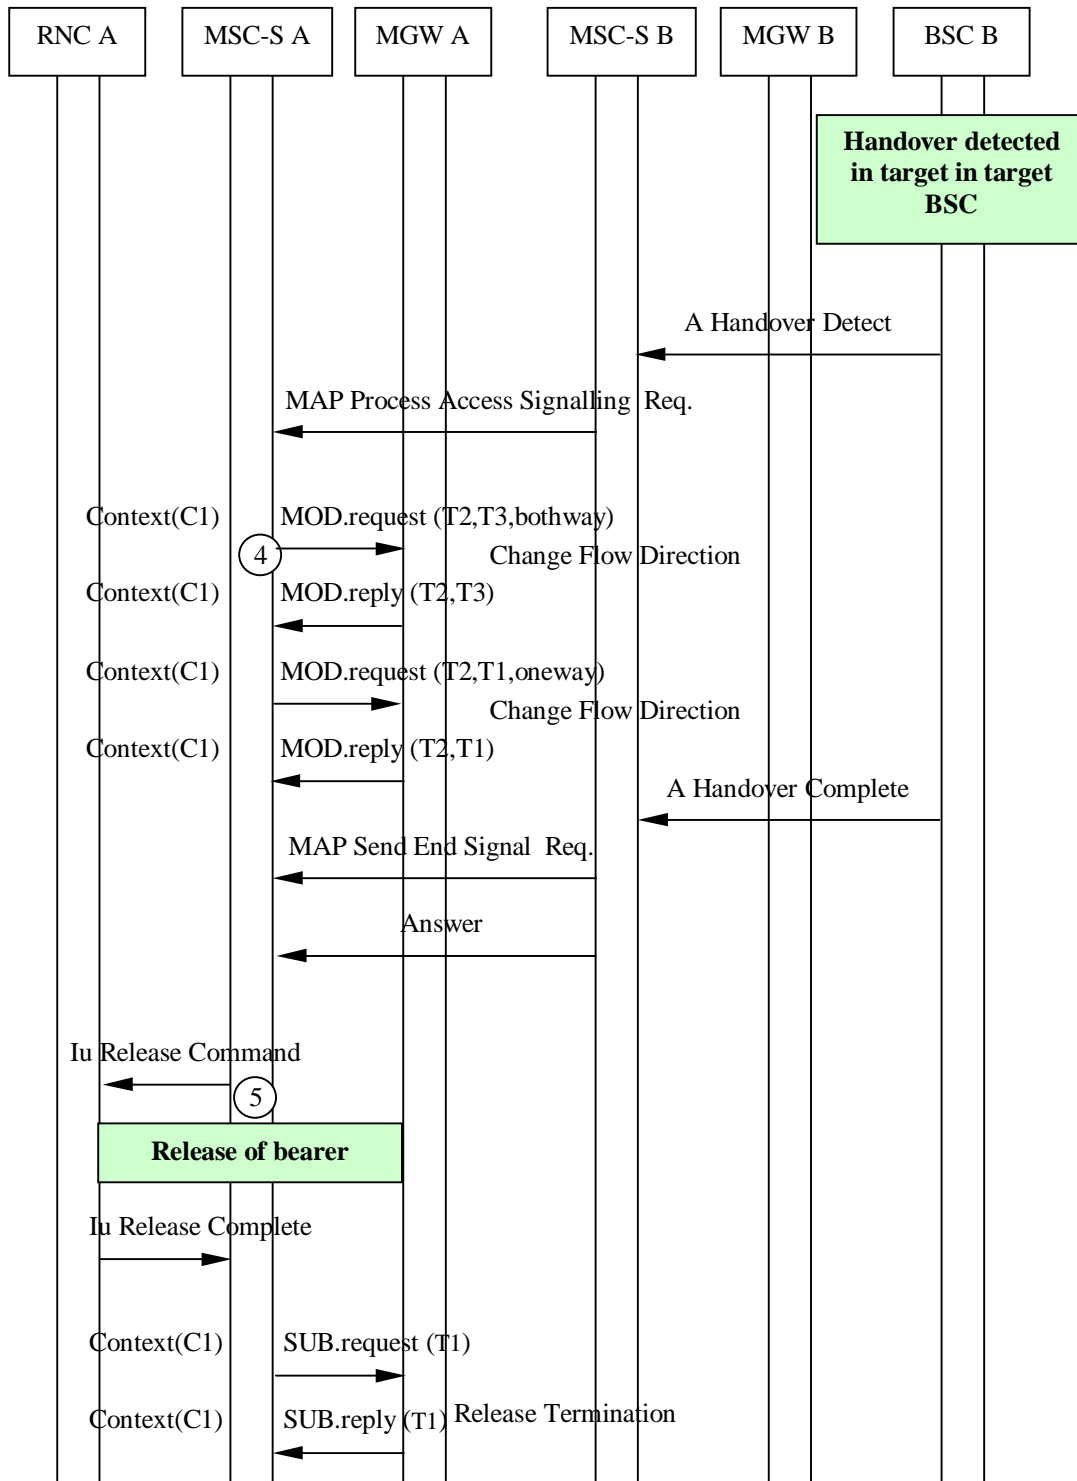 RNC A MSC-S A MGW A MSC-S B MGW B BSC B
Handover detected
in target in target
BSC
A Handover Detect
MAP Process Access Signalling Req.
Context(C1) MOD.request (T2,T3,bothway)
4 Change Flow Direction
Context(C1) MOD.reply (T2,T3)
Context(C1) MOD.request (T2,T1,oneway)
Change Flow Direction
Context(C1) MOD.reply (T2,T1)
A Handover Complete
MAP Send End Signal Req.
Answer
Iu Release Command
5
Release of bearer
Iu Release Complete
Context(C1) SUB.request (T1)
Context(C1) SUB.reply (T1) Release Termination